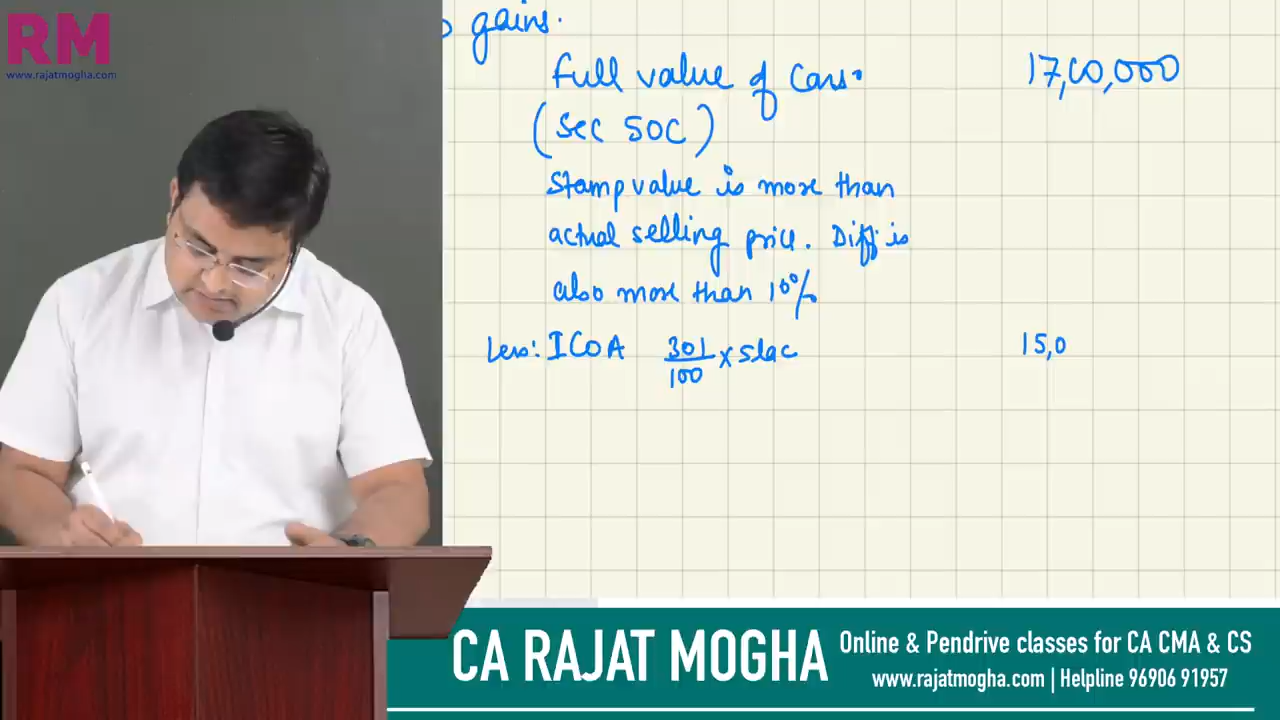 RM
www.rajatmogha.com
gains.
Full value of Cons. 17,00,000
(Sec 50C)
Stamp value is more than
actual selling price. Diff is
also more than 10%
Less: ICOA 301/100 x 5lac 15,0
CA RAJAT MOGHA
Online & Pendrive classes for CA CMA & CS
www.rajatmogha.com | Helpline 96906 91957